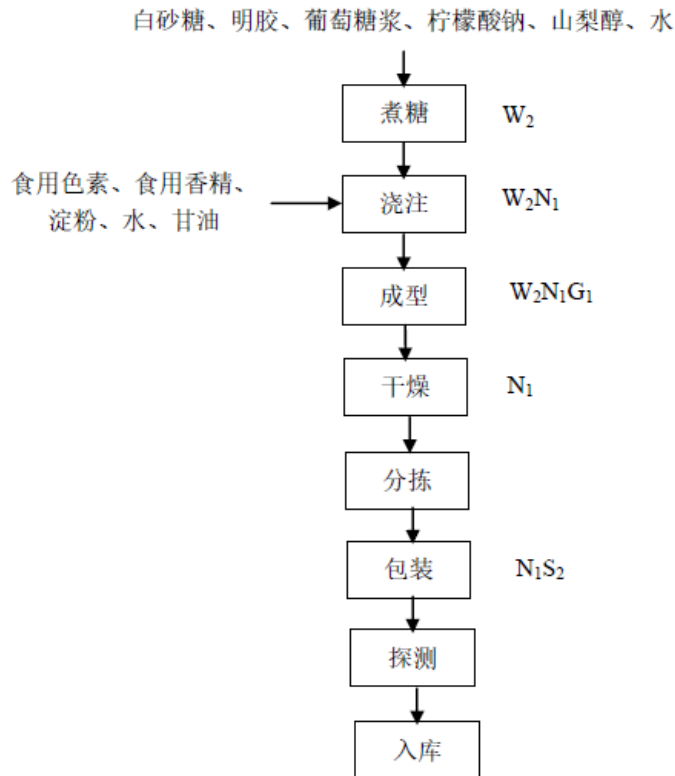 白砂糖、明胶、葡萄糖浆、柠檬酸钠、山梨醇、水
煮糖
W₂
食用色素、食用香精、
淀粉、水、甘油
浇注
W₂N₁
成型
W₂N₁G₁
干燥
N₁
分拣
包装
N₁S₂
探测
入库